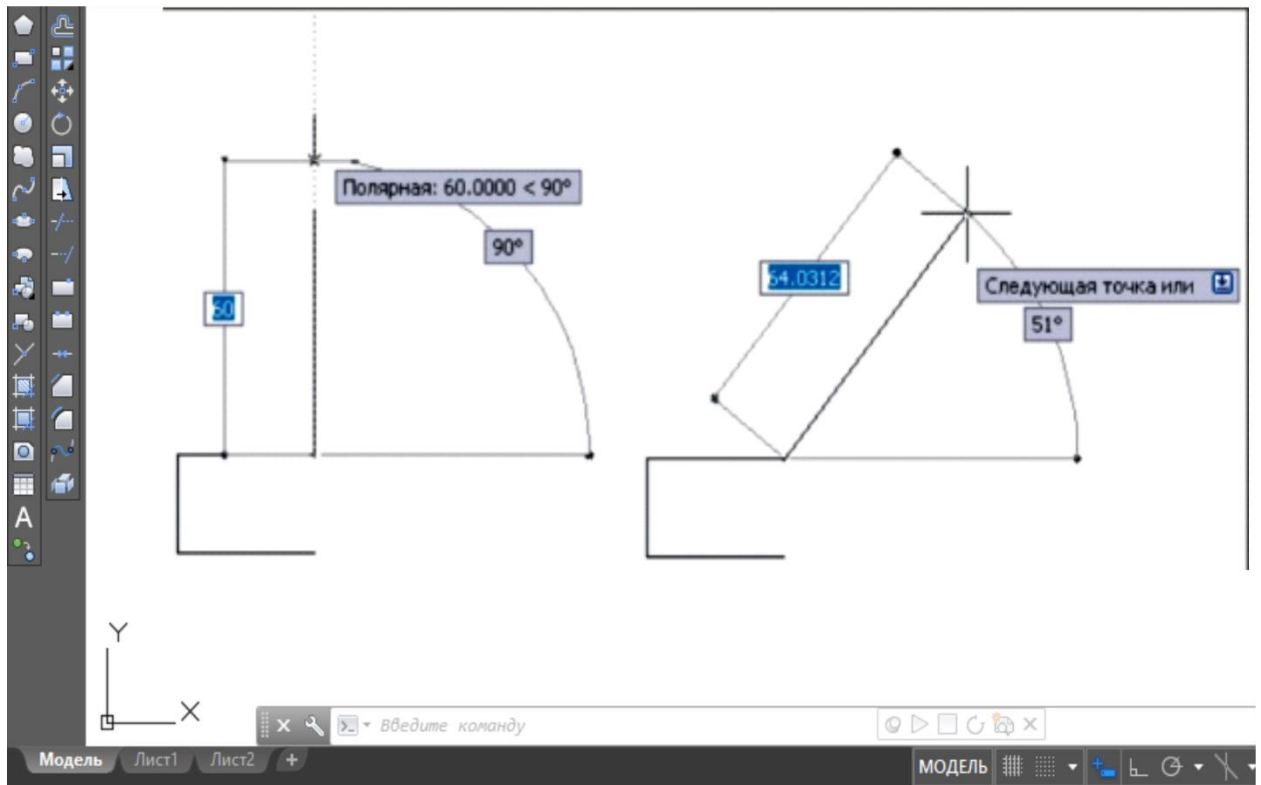 Полярная: 60.0000 < 90°
90°
60
64.0312
Следующая точка или
51°
Y
X
Введите команду
Модель
Лист1
Лист2
+
МОДЕЛЬ
A